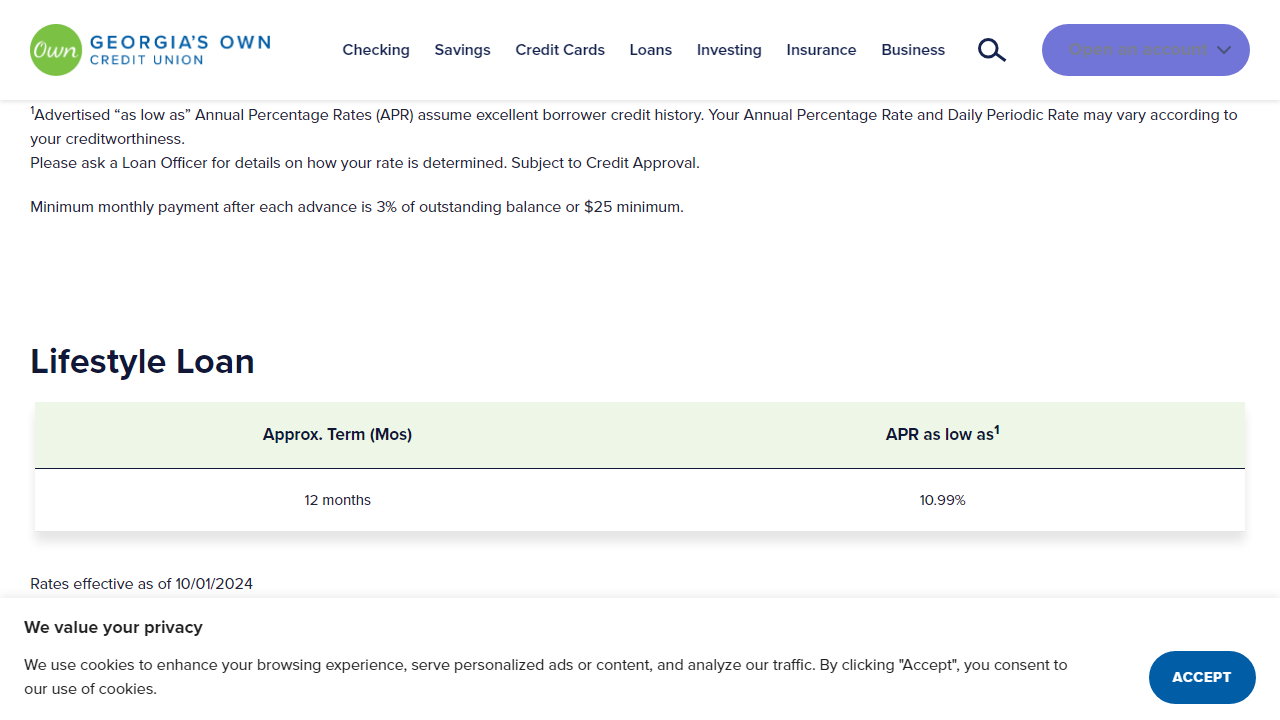 Own GEORGIA'S OWN
CREDIT UNION
Checking Savings Credit Cards Loans Investing Insurance Business Open an account
1Advertised “as low as” Annual Percentage Rates (APR) assume excellent borrower credit history. Your Annual Percentage Rate and Daily Periodic Rate may vary according to
your creditworthiness.
Please ask a Loan Officer for details on how your rate is determined. Subject to Credit Approval.
Minimum monthly payment after each advance is 3% of outstanding balance or $25 minimum.
Lifestyle Loan
Approx. Term (Mos) APR as low as1
12 months 10.99%
Rates effective as of 10/01/2024
We value your privacy
We use cookies to enhance your browsing experience, serve personalized ads or content, and analyze our traffic. By clicking "Accept", you consent to
our use of cookies.
ACCEPT